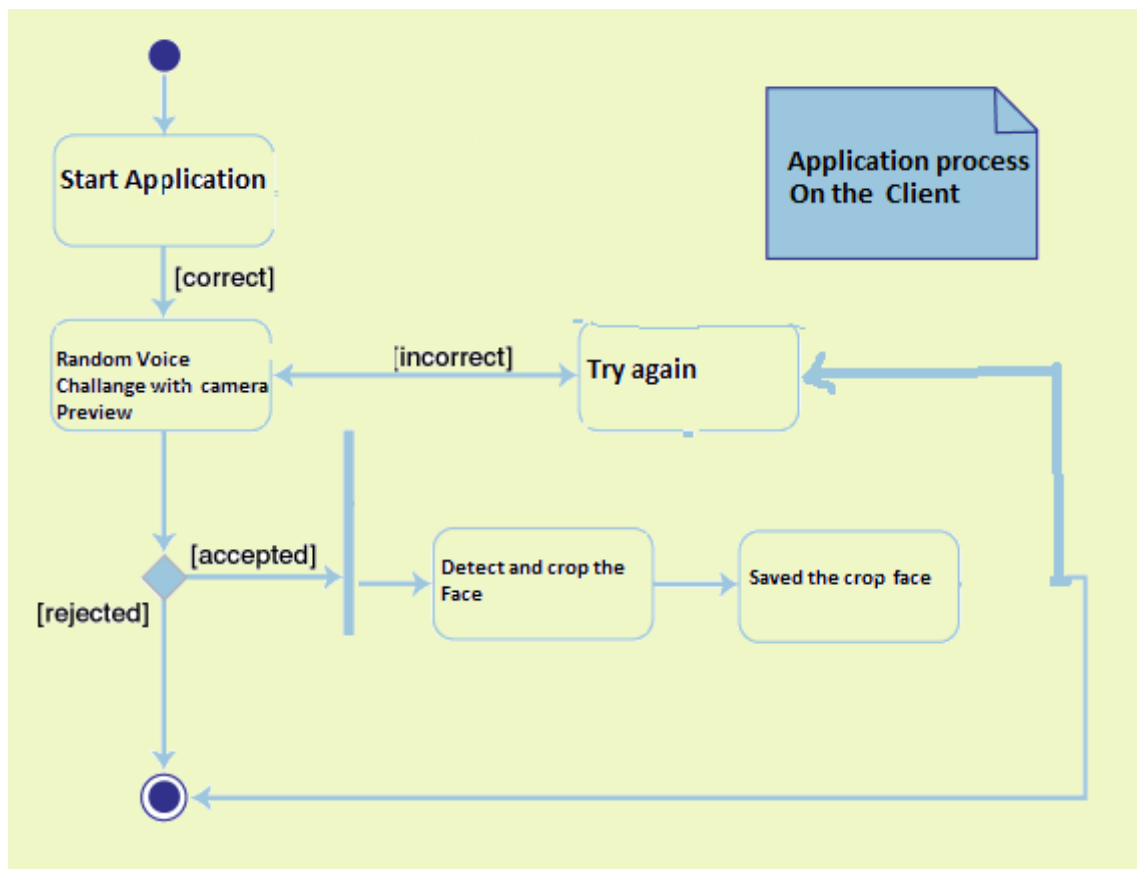 Start Application
Application process
On the Client
[correct]
Random Voice
Challange with camera
Preview
[incorrect]
Try again
[accepted]
[rejected]
Detect and crop the
Face
Saved the crop face